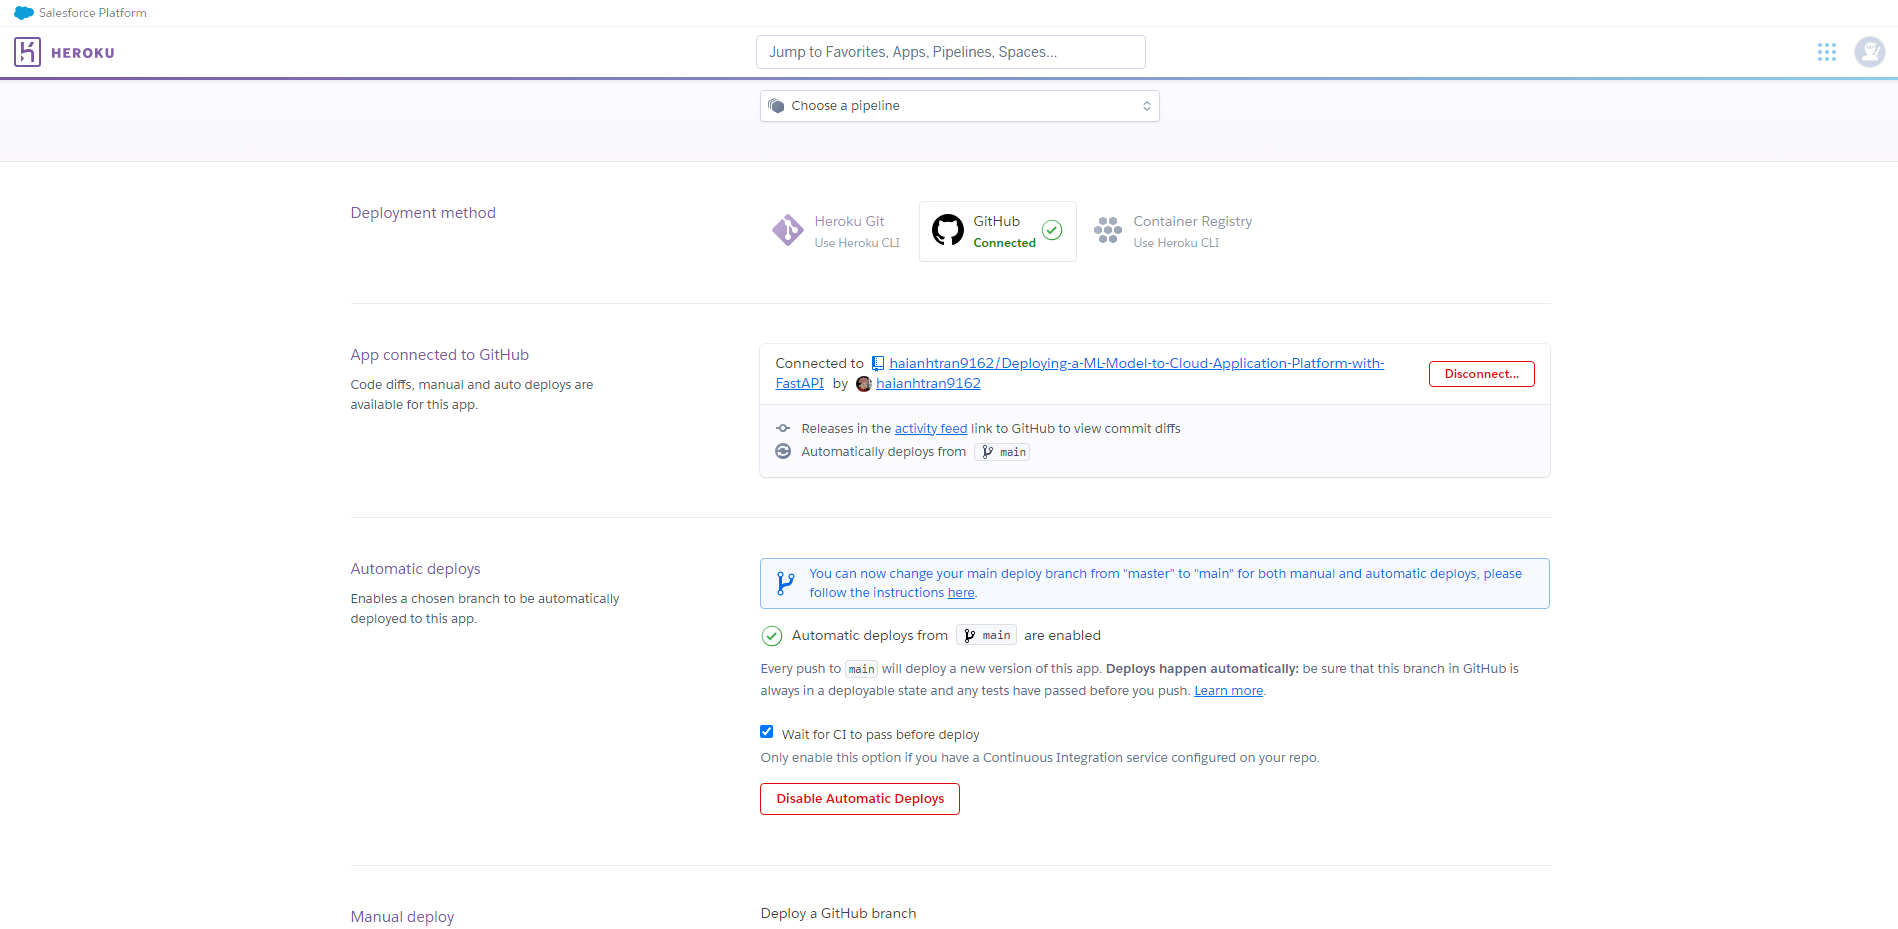 Salesforce Platform
HEROKU
Jump to Favorites, Apps, Pipelines, Spaces...
Choose a pipeline
Deployment method
Heroku Git
Use Heroku CLI
GitHub
Connected
Container Registry
Use Heroku CLI
App connected to GitHub
Code diffs, manual and auto deploys are
available for this app.
Connected to haianhtran9162/Deploying-a-ML-Model-to-Cloud-Application-Platform-with-
FastAPI by haianhtran9162
Disconnect...
Releases in the activity feed link to GitHub to view commit diffs
Automatically deploys from main
Automatic deploys
Enables a chosen branch to be automatically
deployed to this app.
You can now change your main deploy branch from "master" to "main" for both manual and automatic deploys, please
follow the instructions here.
Automatic deploys from main are enabled
Every push to main will deploy a new version of this app. Deploys happen automatically: be sure that this branch in GitHub is
always in a deployable state and any tests have passed before you push. Learn more.
Wait for CI to pass before deploy
Only enable this option if you have a Continuous Integration service configured on your repo.
Disable Automatic Deploys
Manual deploy
Deploy a GitHub branch